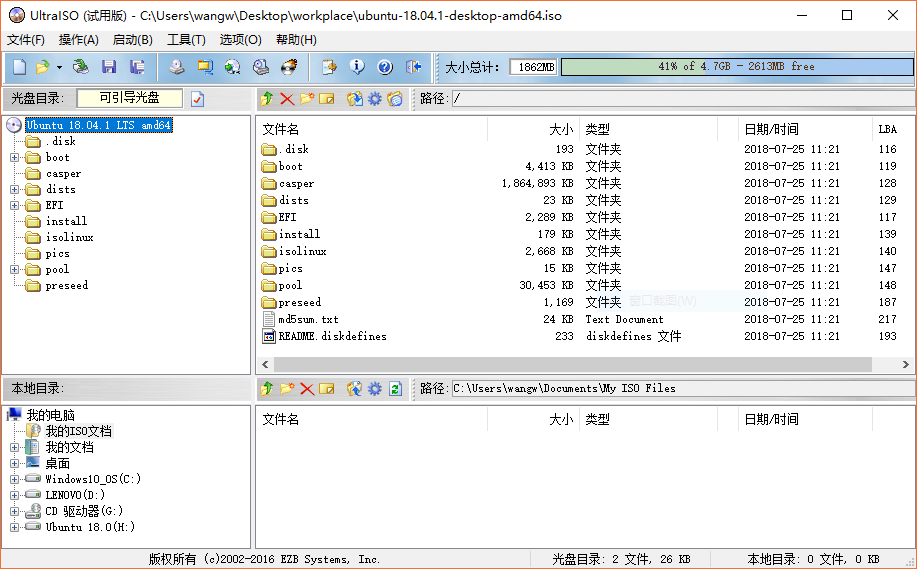 UltraISO (试用版) - C:\Users\wangw\Desktop\workplace\ubuntu-18.04.1-desktop-amd64.iso
文件(F) 操作(A) 启动(B) 工具(T) 选项(O) 帮助(H)
大小总计: 1862MB 41% of 4.7GB - 2613MB free
光盘目录: 可引导光盘 路径: /
Ubuntu 18.04.1 LTS amd64
.disk
boot
casper
dists
EFI
install
isolinux
pics
pool
preseed
文件名 大小 类型 日期/时间 LBA
.disk 193 文件夹 2018-07-25 11:21 116
boot 4,413 KB 文件夹 2018-07-25 11:21 119
casper 1,864,893 KB 文件夹 2018-07-25 11:21 128
dists 23 KB 文件夹 2018-07-25 11:21 129
EFI 2,289 KB 文件夹 2018-07-25 11:21 117
install 179 KB 文件夹 2018-07-25 11:21 139
isolinux 2,668 KB 文件夹 2018-07-25 11:21 140
pics 15 KB 文件夹 2018-07-25 11:21 147
pool 30,453 KB 文件夹 2018-07-25 11:21 148
preseed 1,169 文件夹 窗口截图(W) 2018-07-25 11:21 187
md5sum.txt 24 KB Text Document 2018-07-25 11:21 217
README.diskdefines 233 diskdefines 文件 2018-07-25 11:21 193
本地目录: 路径: C:\Users\wangw\Documents\My ISO Files
我的电脑
我的ISO文档
我的文档
桌面
Windows10_OS(C:)
LENOVO(D:)
CD 驱动器(G:)
Ubuntu 18.0(H:)
文件名 大小 类型 日期/时间
版权所有 (c)2002-2016 EZB Systems, Inc. 光盘目录: 2 文件, 26 KB 本地目录: 0 文件, 0 KB